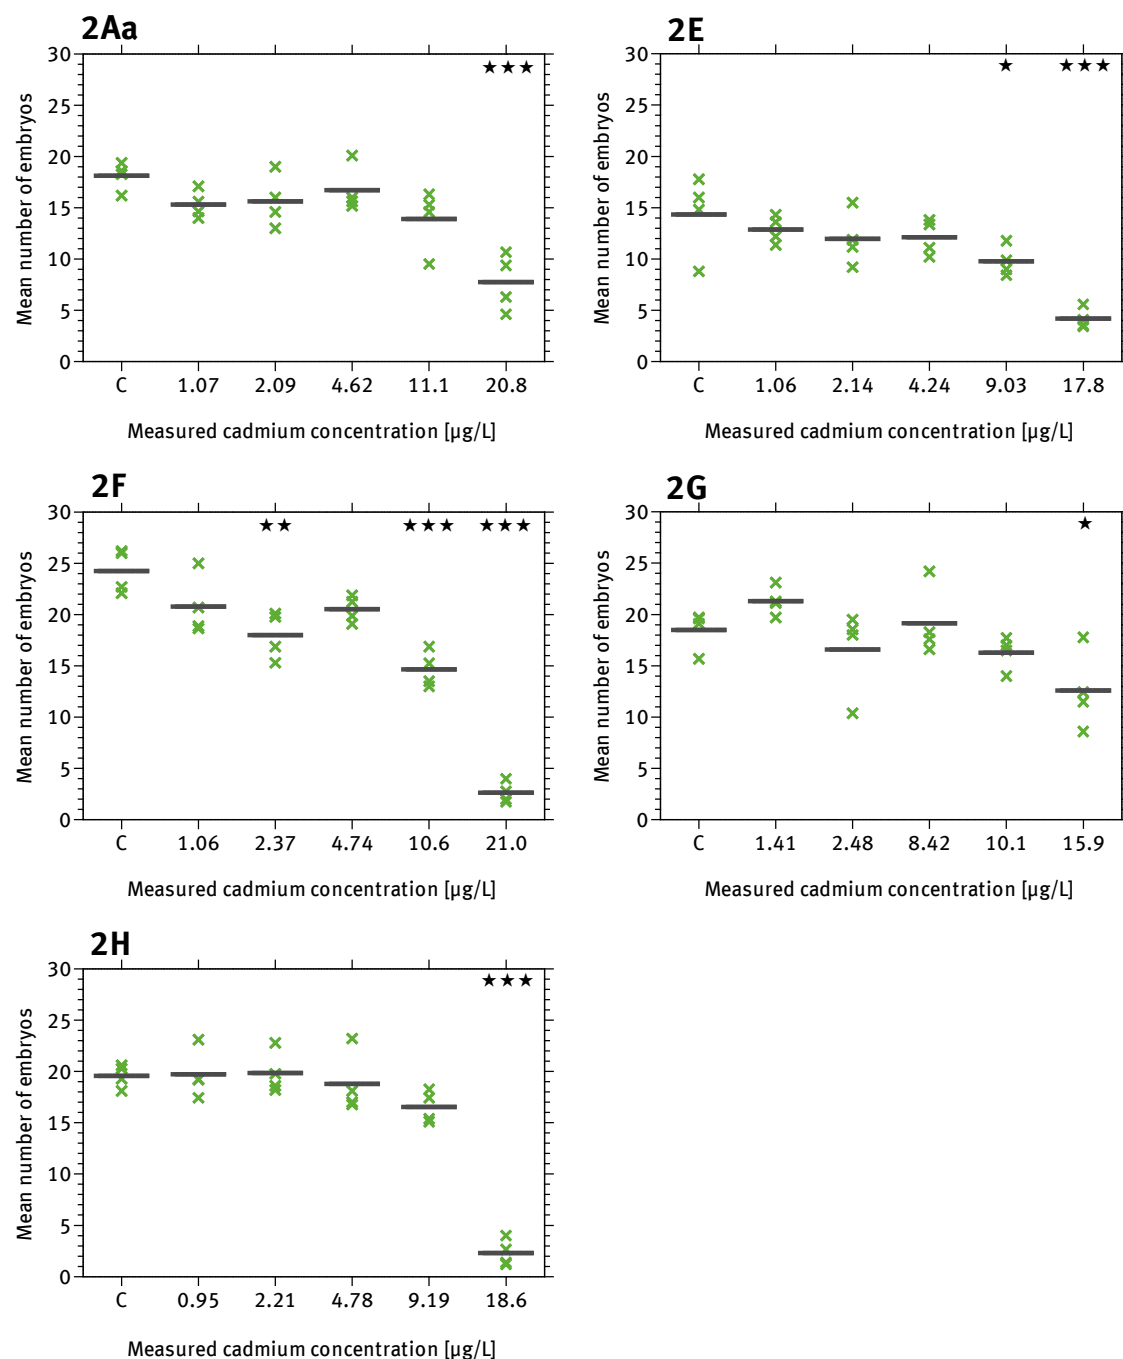 2Aa
30
25
20
15
10
5
0
Mean number of embryos
★★★
C 1.07 2.09 4.62 11.1 20.8
Measured cadmium concentration [µg/L]
2E
30
25
20
15
10
5
0
Mean number of embryos
★ ★★★
C 1.06 2.14 4.24 9.03 17.8
Measured cadmium concentration [µg/L]
2F
30
25
20
15
10
5
0
Mean number of embryos
★★ ★★★ ★★★
C 1.06 2.37 4.74 10.6 21.0
Measured cadmium concentration [µg/L]
2G
30
25
20
15
10
5
0
Mean number of embryos
★
C 1.41 2.48 8.42 10.1 15.9
Measured cadmium concentration [µg/L]
2H
30
25
20
15
10
5
0
Mean number of embryos
★★★
C 0.95 2.21 4.78 9.19 18.6
Measured cadmium concentration [µg/L]